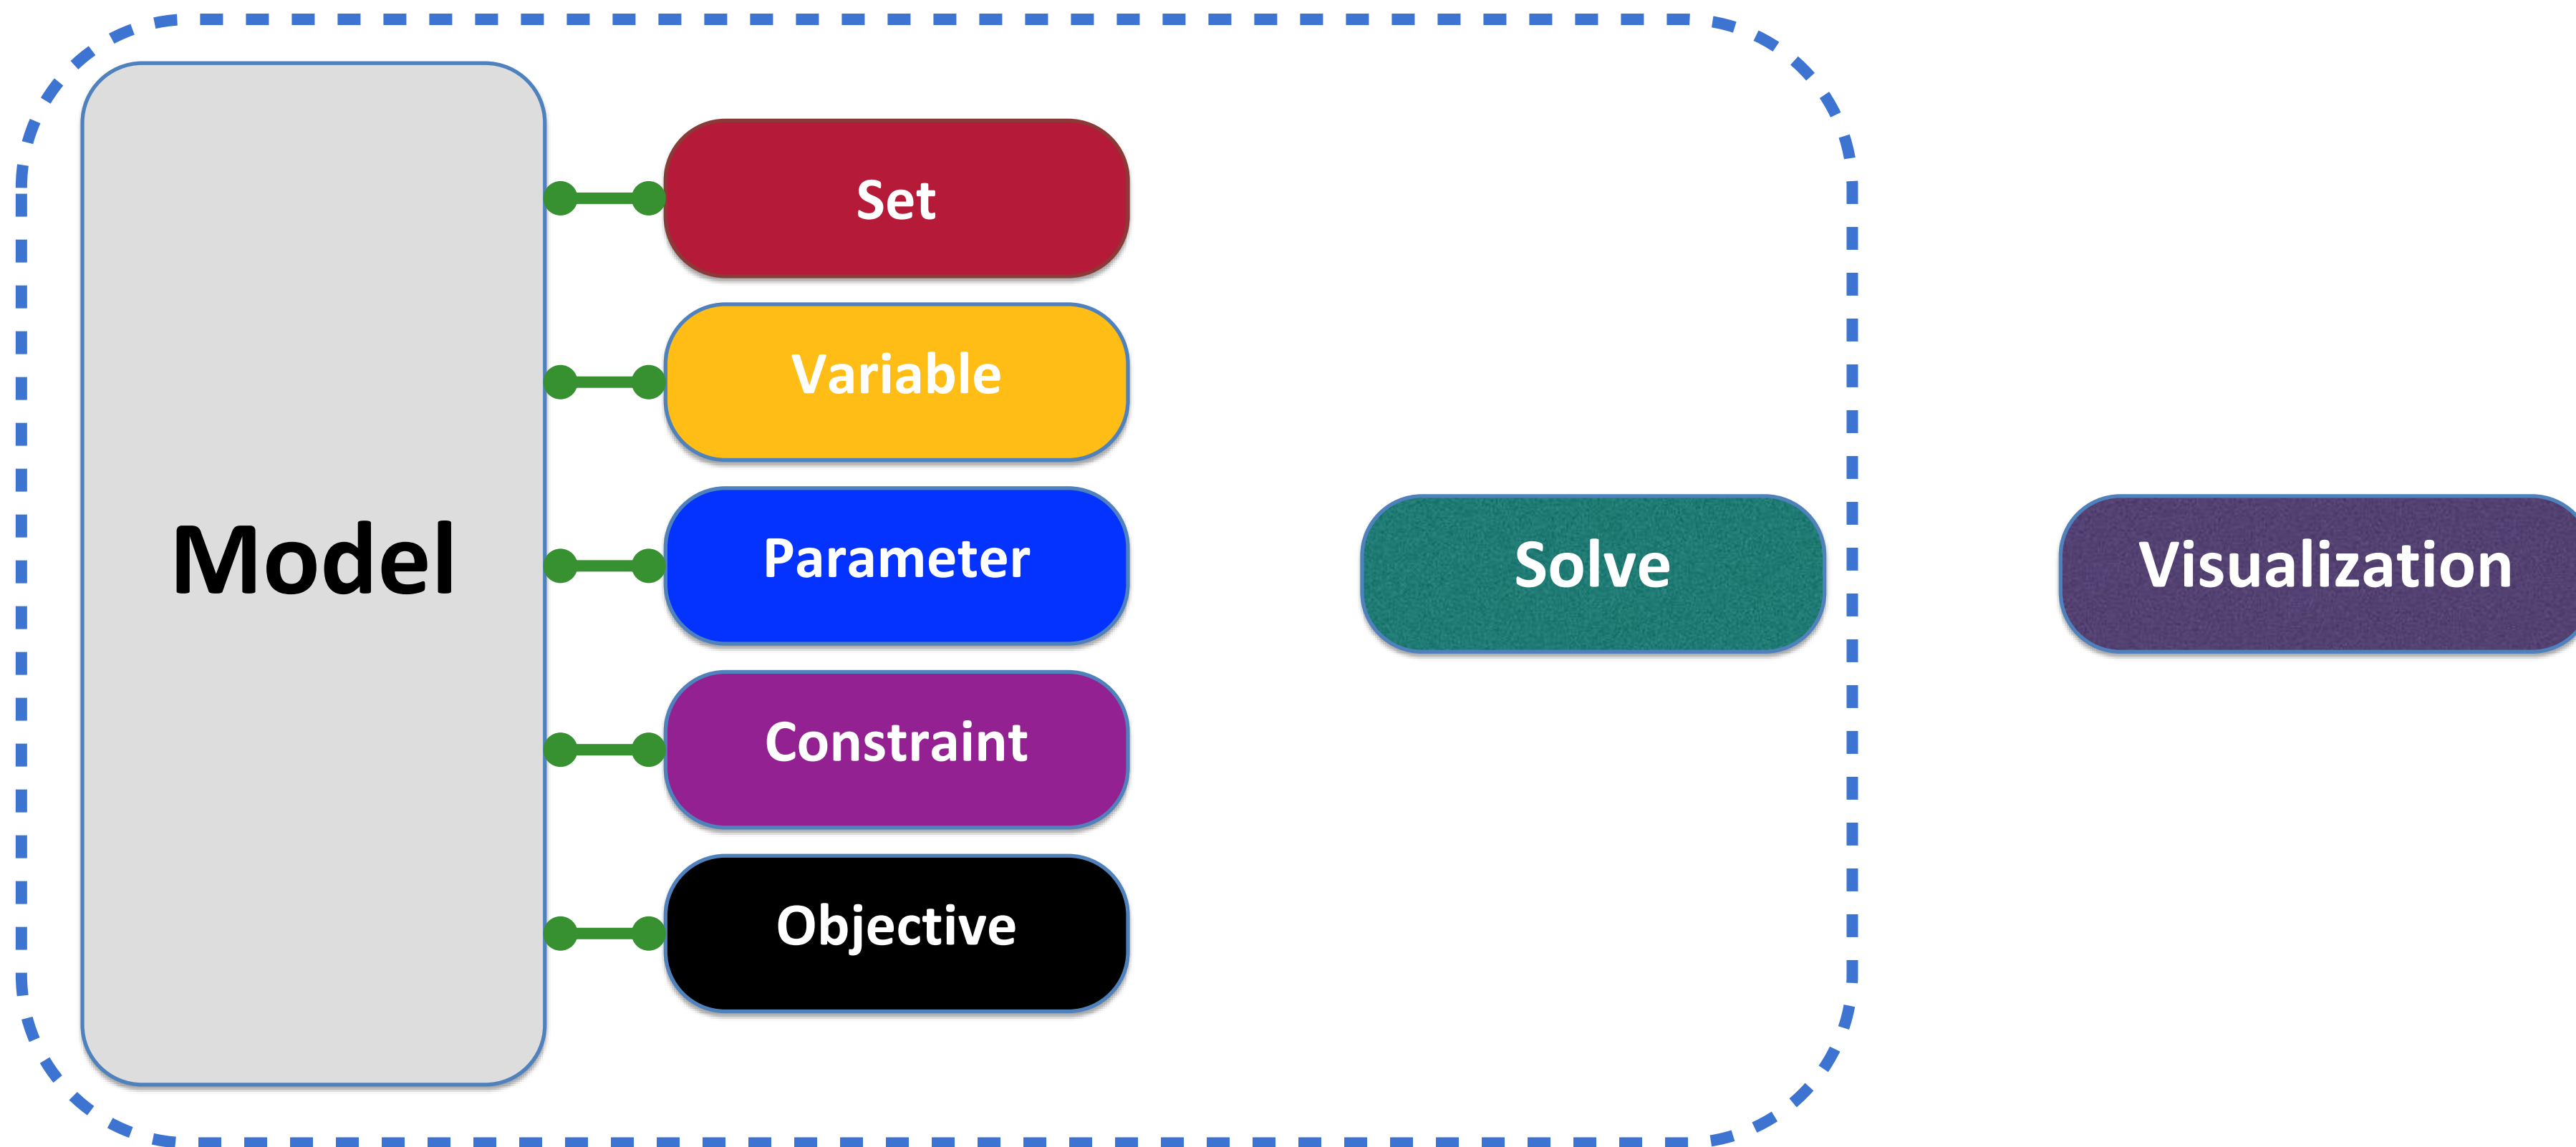 Model
Set
Variable
Parameter
Constraint
Objective
Solve
Visualization